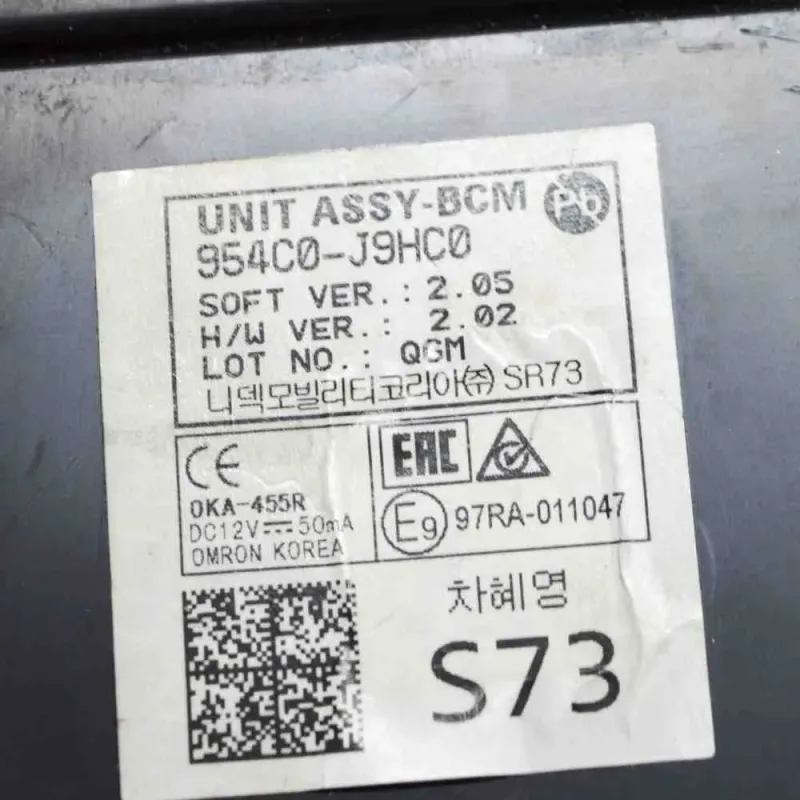 UNIT ASSY-BCM Pb
954C0-J9HC0
SOFT VER.: 2.05
H/W VER.: 2.02
LOT NO.: QGM
니덱모빌리티코리아㈜ SR73
CE
EAC
OKA-455R
DC12V⎓50mA
OMRON KOREA
E9 97RA-011047
차혜영
S73